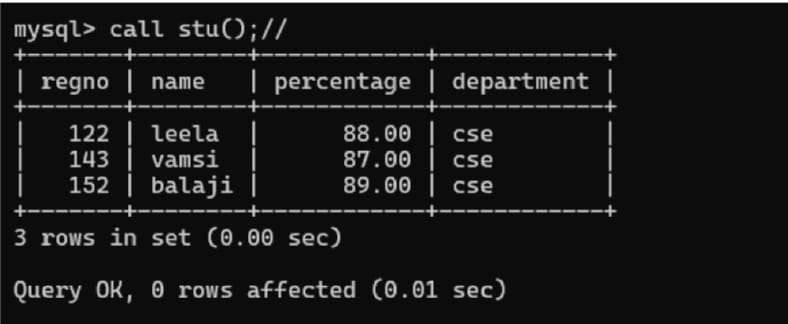 mysql> call stu();//
+-------+--------+------------+------------+
| regno | name   | percentage | department |
+-------+--------+------------+------------+
|   122 | leela  |      88.00 | cse        |
|   143 | vamsi  |      87.00 | cse        |
|   152 | balaji |      89.00 | cse        |
+-------+--------+------------+------------+
3 rows in set (0.00 sec)

Query OK, 0 rows affected (0.01 sec)